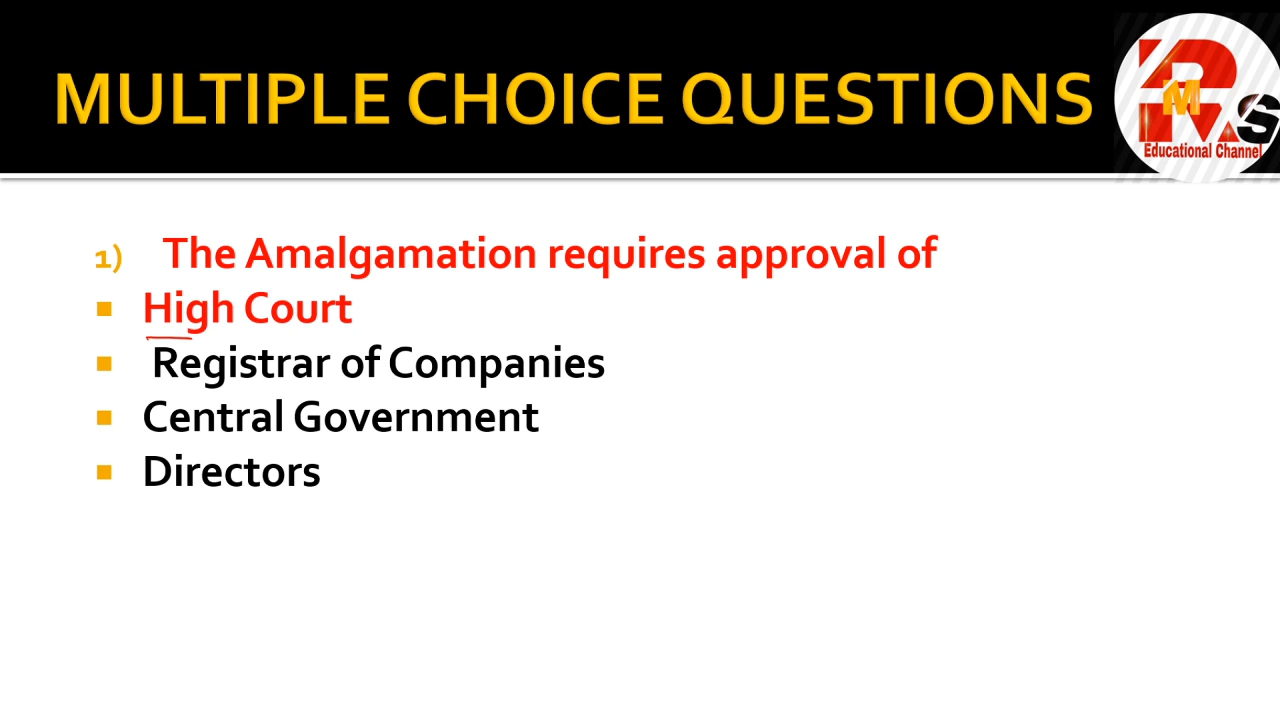 MULTIPLE CHOICE QUESTIONS
R M S
Educational Channel
1) The Amalgamation requires approval of
High Court
Registrar of Companies
Central Government
Directors